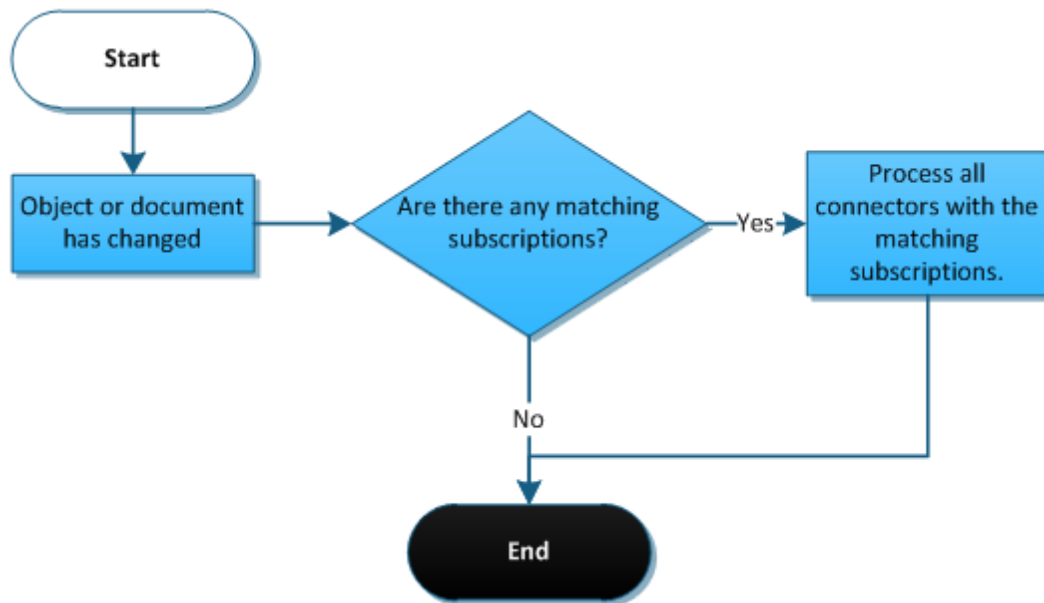 Start
Object or document
has changed
Are there any matching
subscriptions?
Yes
Process all
connectors with the
matching
subscriptions.
No
End